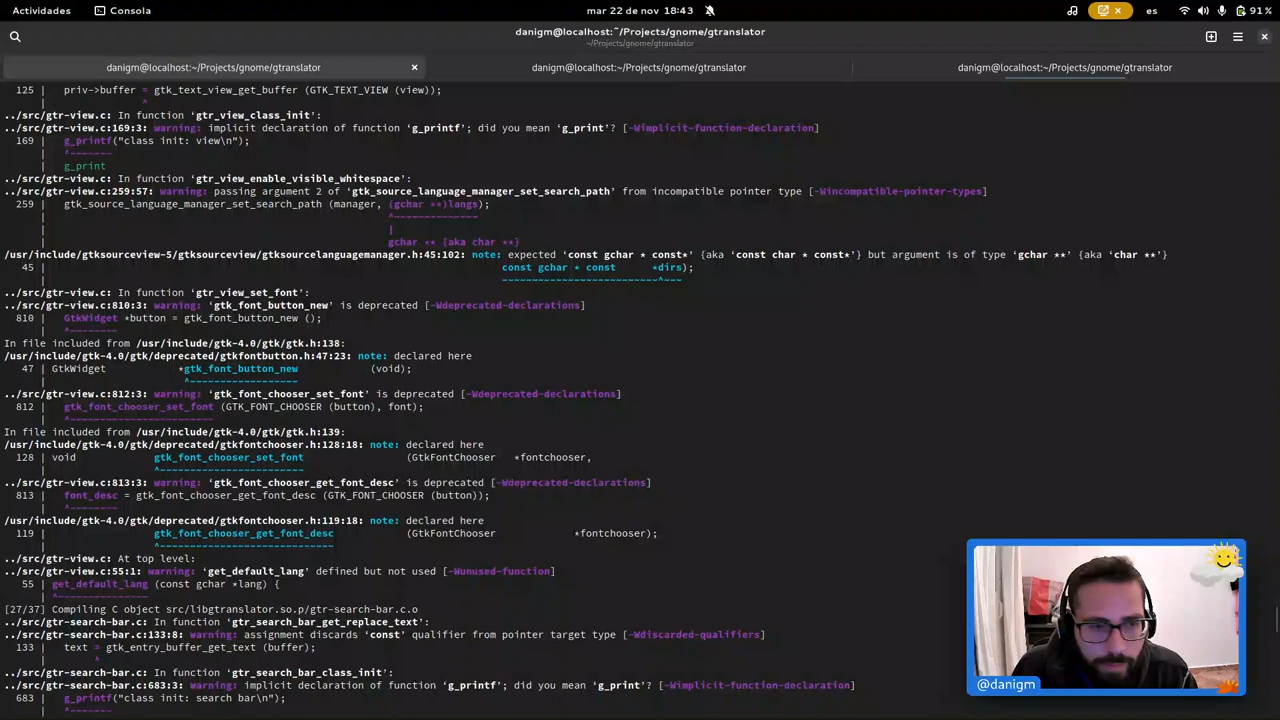 Actividades
Consola
mar 22 de nov 18:43
es
91 %
danigm@localhost:~/Projects/gnome/gtranslator
~/Projects/gnome/gtranslator
danigm@localhost:~/Projects/gnome/gtranslator
danigm@localhost:~/Projects/gnome/gtranslator
danigm@localhost:~/Projects/gnome/gtranslator
125 |   priv->buffer = gtk_text_view_get_buffer (GTK_TEXT_VIEW (view));
    |                ^
../src/gtr-view.c: In function ‘gtr_view_class_init’:
../src/gtr-view.c:169:3: warning: implicit declaration of function ‘g_printf’; did you mean ‘g_print’? [-Wimplicit-function-declaration]
169 |   g_printf("class init: view\n");
    |   ^~~~~~~~
    |   g_print
../src/gtr-view.c: In function ‘gtr_view_enable_visible_whitespace’:
../src/gtr-view.c:259:57: warning: passing argument 2 of ‘gtk_source_language_manager_set_search_path’ from incompatible pointer type [-Wincompatible-pointer-types]
259 |   gtk_source_language_manager_set_search_path (manager, (gchar **)langs);
    |                                                         ^~~~~~~~~~~~~~~
    |                                                         |
    |                                                         gchar ** {aka char **}
/usr/include/gtksourceview-5/gtksourceview/gtksourcelanguagemanager.h:45:102: note: expected ‘const gchar * const*’ {aka ‘const char * const*’} but argument is of type ‘gchar **’ {aka ‘char **’}
45 |                                                                            const gchar * const      *dirs);
   |                                                                            ~~~~~~~~~~~~~~~~~~~~~~~~~~^~~~
../src/gtr-view.c: In function ‘gtr_view_set_font’:
../src/gtr-view.c:810:3: warning: ‘gtk_font_button_new’ is deprecated [-Wdeprecated-declarations]
810 |   GtkWidget *button = gtk_font_button_new ();
    |   ^~~~~~~~~
In file included from /usr/include/gtk-4.0/gtk/gtk.h:138:
/usr/include/gtk-4.0/gtk/deprecated/gtkfontbutton.h:47:23: note: declared here
47 | GtkWidget            *gtk_font_button_new            (void);
   |                       ^~~~~~~~~~~~~~~~~~~
../src/gtr-view.c:812:3: warning: ‘gtk_font_chooser_set_font’ is deprecated [-Wdeprecated-declarations]
812 |   gtk_font_chooser_set_font (GTK_FONT_CHOOSER (button), font);
    |   ^~~~~~~~~~~~~~~~~~~~~~~~~
In file included from /usr/include/gtk-4.0/gtk/gtk.h:139:
/usr/include/gtk-4.0/gtk/deprecated/gtkfontchooser.h:128:18: note: declared here
128 | void             gtk_font_chooser_set_font                 (GtkFontChooser   *fontchooser,
    |                  ^~~~~~~~~~~~~~~~~~~~~~~~~
../src/gtr-view.c:813:3: warning: ‘gtk_font_chooser_get_font_desc’ is deprecated [-Wdeprecated-declarations]
813 |   font_desc = gtk_font_chooser_get_font_desc (GTK_FONT_CHOOSER (button));
    |   ^~~~~~~~~
/usr/include/gtk-4.0/gtk/deprecated/gtkfontchooser.h:119:18: note: declared here
119 |                  gtk_font_chooser_get_font_desc            (GtkFontChooser             *fontchooser);
    |                  ^~~~~~~~~~~~~~~~~~~~~~~~~~~~~~
../src/gtr-view.c: At top level:
../src/gtr-view.c:55:1: warning: ‘get_default_lang’ defined but not used [-Wunused-function]
55 | get_default_lang (const gchar *lang) {
   | ^~~~~~~~~~~~~~~~
[27/37] Compiling C object src/libgtranslator.so.p/gtr-search-bar.c.o
../src/gtr-search-bar.c: In function ‘gtr_search_bar_get_replace_text’:
../src/gtr-search-bar.c:133:8: warning: assignment discards ‘const’ qualifier from pointer target type [-Wdiscarded-qualifiers]
133 |   text = gtk_entry_buffer_get_text (buffer);
    |        ^
../src/gtr-search-bar.c: In function ‘gtr_search_bar_class_init’:
../src/gtr-search-bar.c:683:3: warning: implicit declaration of function ‘g_printf’; did you mean ‘g_print’? [-Wimplicit-function-declaration]
683 |   g_printf("class init: search bar\n");
    |   ^~~~~~~~
@danigm